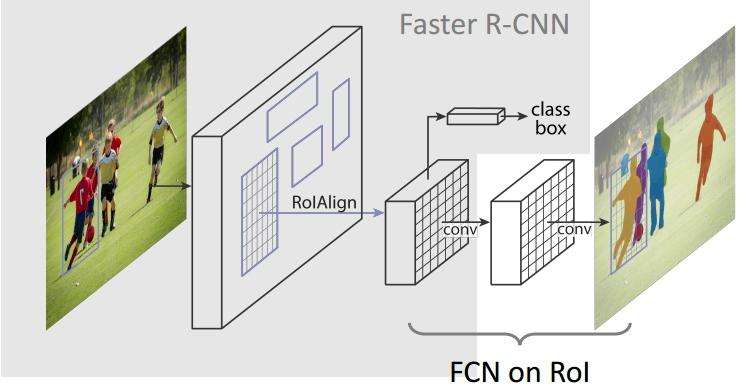 Faster R-CNN
class
box
RoIAlign
conv
conv
FCN on RoI